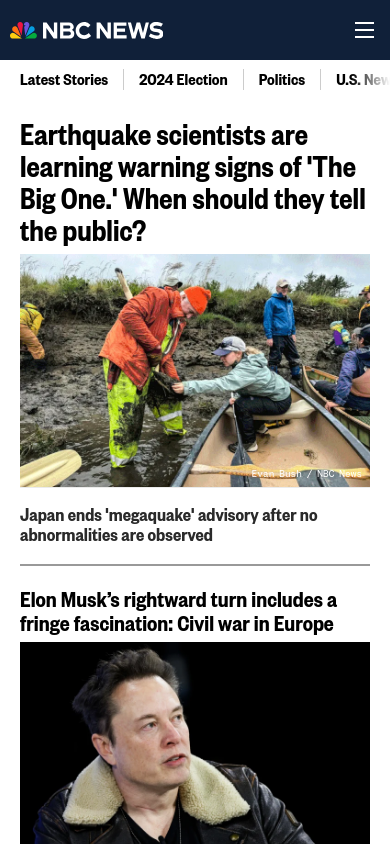 NBC NEWS
Latest Stories
2024 Election
Politics
U.S. New
Earthquake scientists are
learning warning signs of 'The
Big One.' When should they tell
the public?
Evan Bush / NBC News
Japan ends 'megaquake' advisory after no
abnormalities are observed
Elon Musk’s rightward turn includes a
fringe fascination: Civil war in Europe